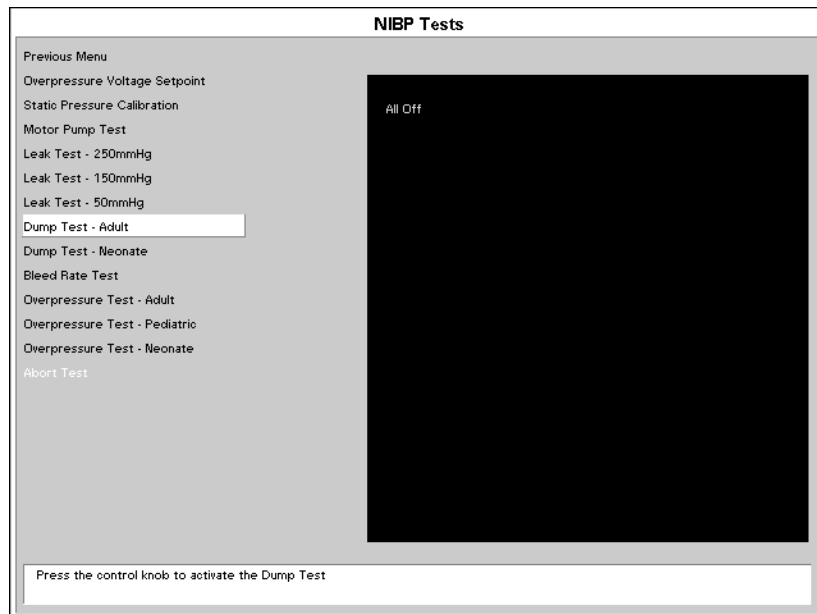 NIBP Tests
Previous Menu
Overpressure Voltage Setpoint
Static Pressure Calibration
Motor Pump Test
Leak Test - 250mmHg
Leak Test - 150mmHg
Leak Test - 50mmHg
Dump Test - Adult
Dump Test - Neonate
Bleed Rate Test
Overpressure Test - Adult
Overpressure Test - Pediatric
Overpressure Test - Neonate
Abort Test
All Off
Press the control knob to activate the Dump Test